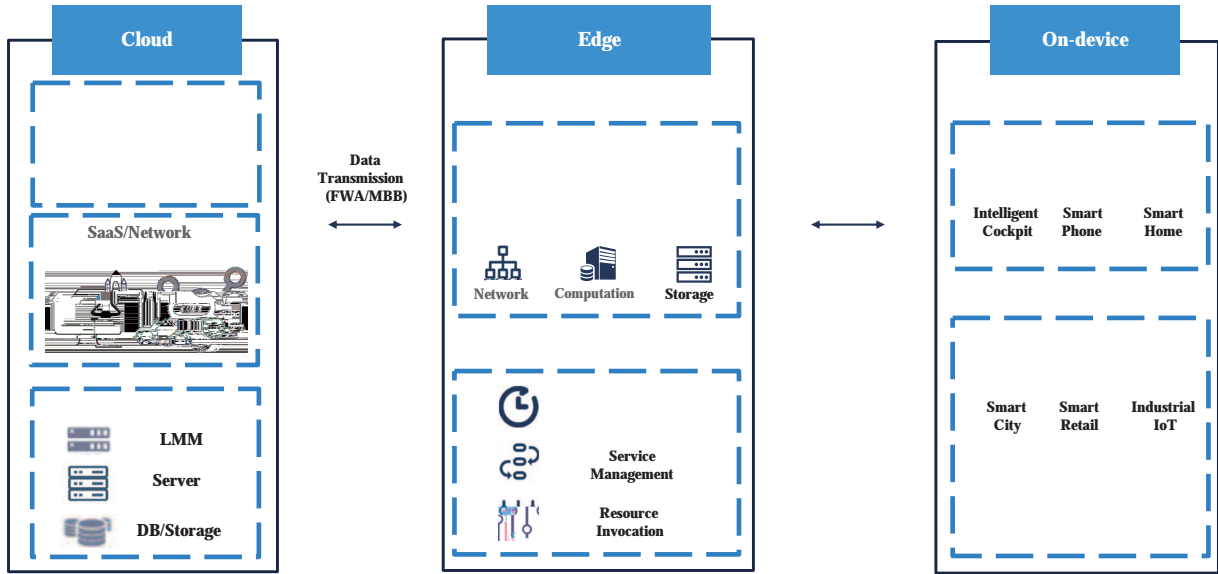 Cloud
Edge
On-device
SaaS/Network
LMM
Server
DB/Storage
Data
Transmission
(FWA/MBB)
Network
Computation
Storage
Service
Management
Resource
Invocation
Intelligent
Cockpit
Smart
Phone
Smart
Home
Smart
City
Smart
Retail
Industrial
IoT